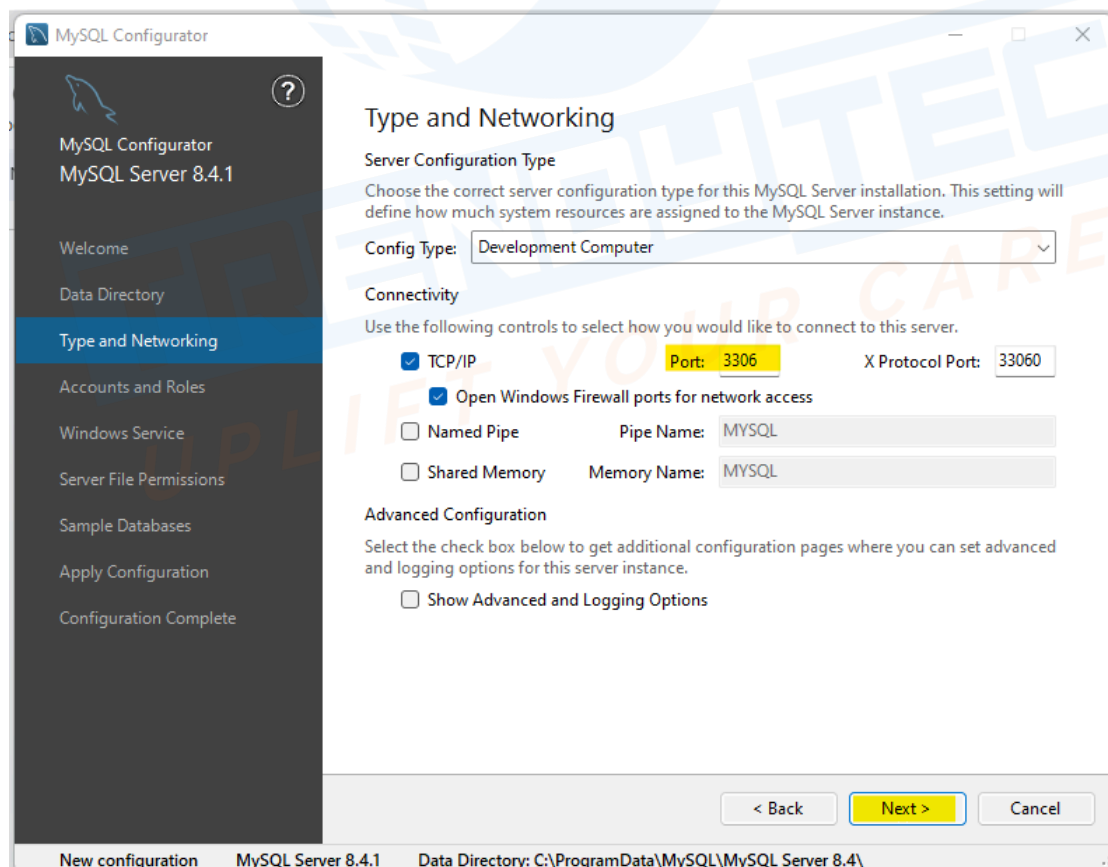 MySQL Configurator
MySQL Configurator
MySQL Server 8.4.1
Welcome
Data Directory
Type and Networking
Accounts and Roles
Windows Service
Server File Permissions
Sample Databases
Apply Configuration
Configuration Complete
Type and Networking
Server Configuration Type
Choose the correct server configuration type for this MySQL Server installation. This setting will
define how much system resources are assigned to the MySQL Server instance.
Config Type: Development Computer
Connectivity
Use the following controls to select how you would like to connect to this server.
TCP/IP Port: 3306 X Protocol Port: 33060
Open Windows Firewall ports for network access
Named Pipe Pipe Name: MYSQL
Shared Memory Memory Name: MYSQL
Advanced Configuration
Select the check box below to get additional configuration pages where you can set advanced
and logging options for this server instance.
Show Advanced and Logging Options
< Back Next > Cancel
New configuration MySQL Server 8.4.1 Data Directory: C:\ProgramData\MySQL\MySQL Server 8.4\
UPLIFT YOUR CARE